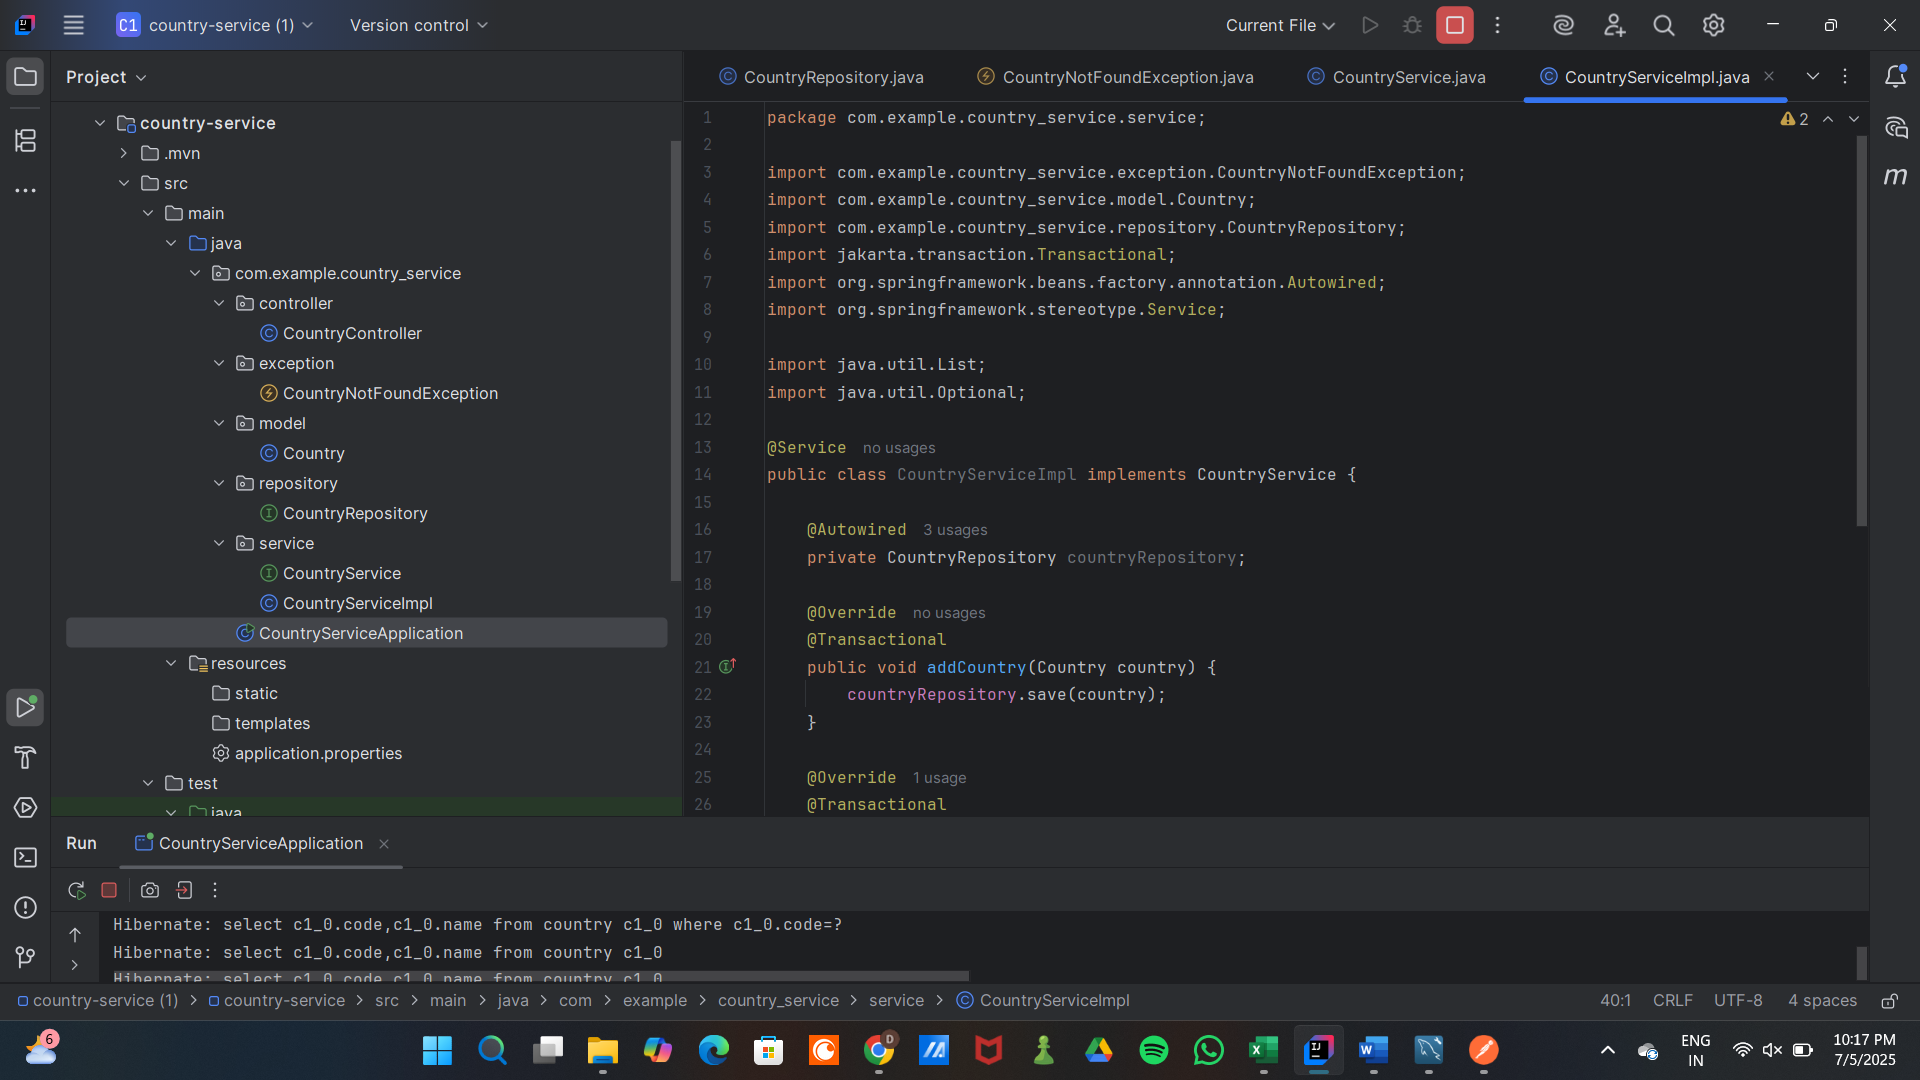 C1 country-service (1)
Version control
Current File
Project
CountryRepository.java
CountryNotFoundException.java
CountryService.java
CountryServiceImpl.java
country-service
.mvn
src
main
java
com.example.country_service
controller
CountryController
exception
CountryNotFoundException
model
Country
repository
CountryRepository
service
CountryService
CountryServiceImpl
CountryServiceApplication
resources
static
templates
application.properties
test
java
2
1 package com.example.country_service.service;
2
3 import com.example.country_service.exception.CountryNotFoundException;
4 import com.example.country_service.model.Country;
5 import com.example.country_service.repository.CountryRepository;
6 import jakarta.transaction.Transactional;
7 import org.springframework.beans.factory.annotation.Autowired;
8 import org.springframework.stereotype.Service;
9
10 import java.util.List;
11 import java.util.Optional;
12
13 @Service no usages
14 public class CountryServiceImpl implements CountryService {
15
16 @Autowired 3 usages
17 private CountryRepository countryRepository;
18
19 @Override no usages
20 @Transactional
21 public void addCountry(Country country) {
22 countryRepository.save(country);
23 }
24
25 @Override 1 usage
26 @Transactional
m
Run
CountryServiceApplication
Hibernate: select c1_0.code,c1_0.name from country c1_0 where c1_0.code=?
Hibernate: select c1_0.code,c1_0.name from country c1_0
Hibernate: select c1_0.code,c1_0.name from country c1_0
country-service (1) > country-service > src > main > java > com > example > country_service > service > CountryServiceImpl
40:1 CRLF UTF-8 4 spaces
6
D
ENG
IN
10:17 PM
7/5/2025